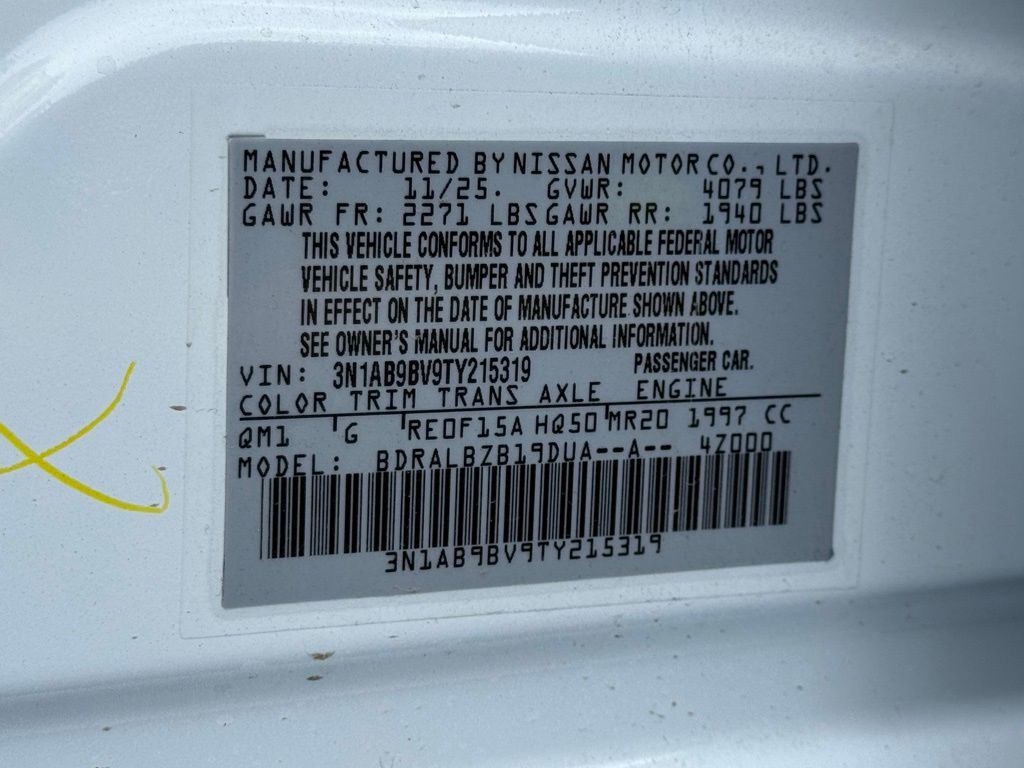 MANUFACTURED BY NISSAN MOTOR CO., LTD.
DATE: 11/25. GVWR: 4079 LBS
GAWR FR: 2271 LBS GAWR RR: 1940 LBS
THIS VEHICLE CONFORMS TO ALL APPLICABLE FEDERAL MOTOR
VEHICLE SAFETY, BUMPER AND THEFT PREVENTION STANDARDS
IN EFFECT ON THE DATE OF MANUFACTURE SHOWN ABOVE.
SEE OWNER'S MANUAL FOR ADDITIONAL INFORMATION.
VIN: 3N1AB9BV9TY215319 PASSENGER CAR.
COLOR TRIM TRANS AXLE ENGINE
QM1 G RE0F15A HQ50 MR20 1997 CC
MODEL: BDRALBZB19DUA--A-- 4Z000
3N1AB9BV9TY215319